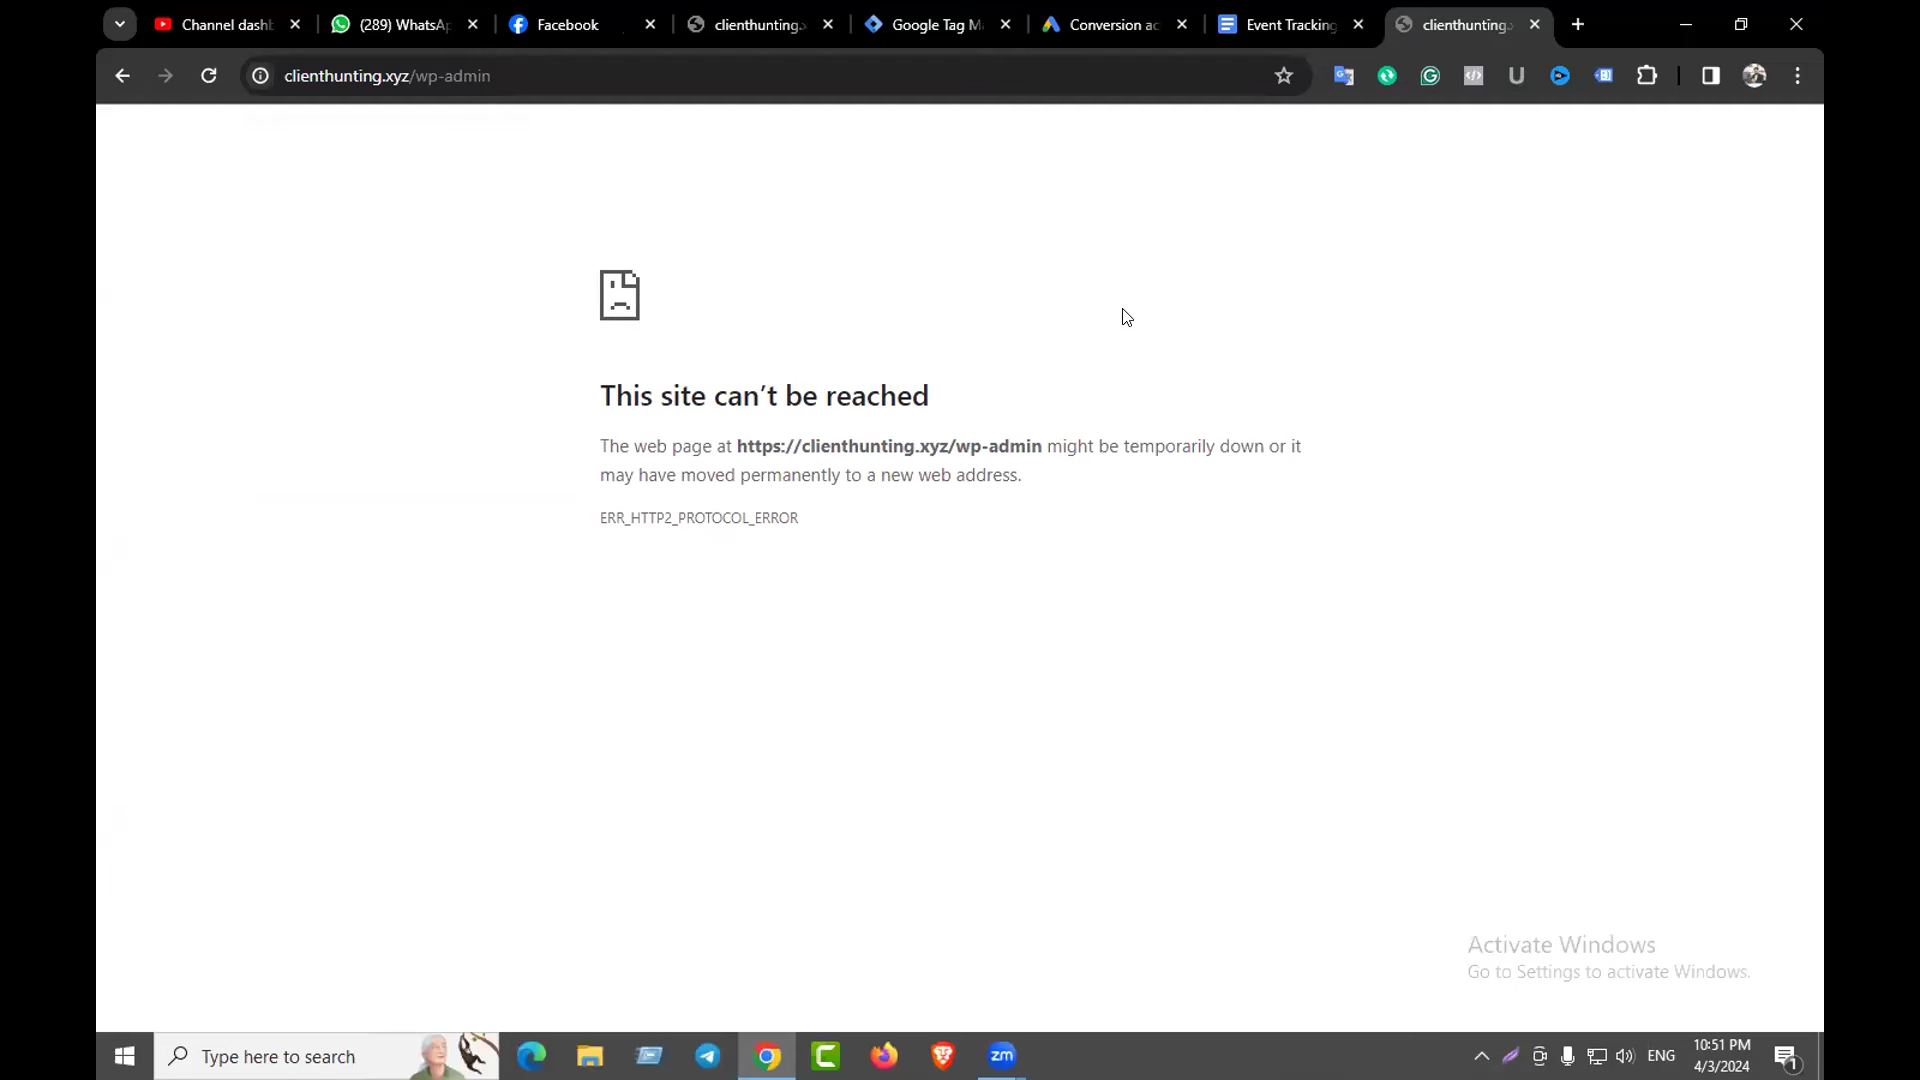 Channel dashb
(289) WhatsAp
Facebook
clienthunting.
Google Tag M
Conversion ac
Event Tracking
clienthunting.
clienthunting.xyz/wp-admin
This site can't be reached
The web page at https://clienthunting.xyz/wp-admin might be temporarily down or it
may have moved permanently to a new web address.
ERR_HTTP2_PROTOCOL_ERROR
Activate Windows
Go to Settings to activate Windows.
Type here to search
zm
ENG
10:51 PM
4/3/2024
1